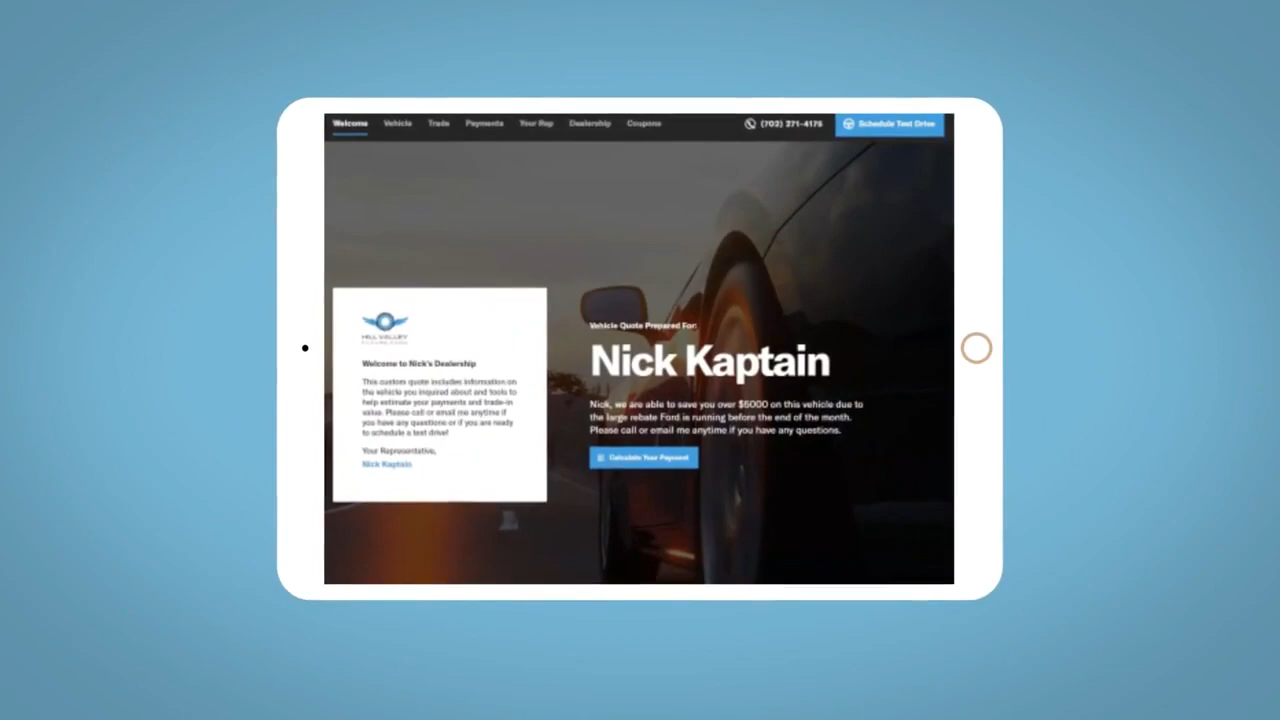 Welcome Vehicle Trade Payments Your Rep Dealership Coupons (702) 271-4175 Schedule Test Drive
HILL VALLEY
Welcome to Nick's Dealership
This custom quote includes information on
the vehicle you inquired about and tools to
help estimate your payments and trade-in
value. Please call or email me anytime if
you have any questions or if you are ready
to schedule a test drive!
Your Representative,
Nick Kaptain
Vehicle Quote Prepared For:
Nick Kaptain
Nick, we are able to save you over $5000 on this vehicle due to
the large rebate Ford is running before the end of the month.
Please call or email me anytime if you have any questions.
Calculate Your Payment